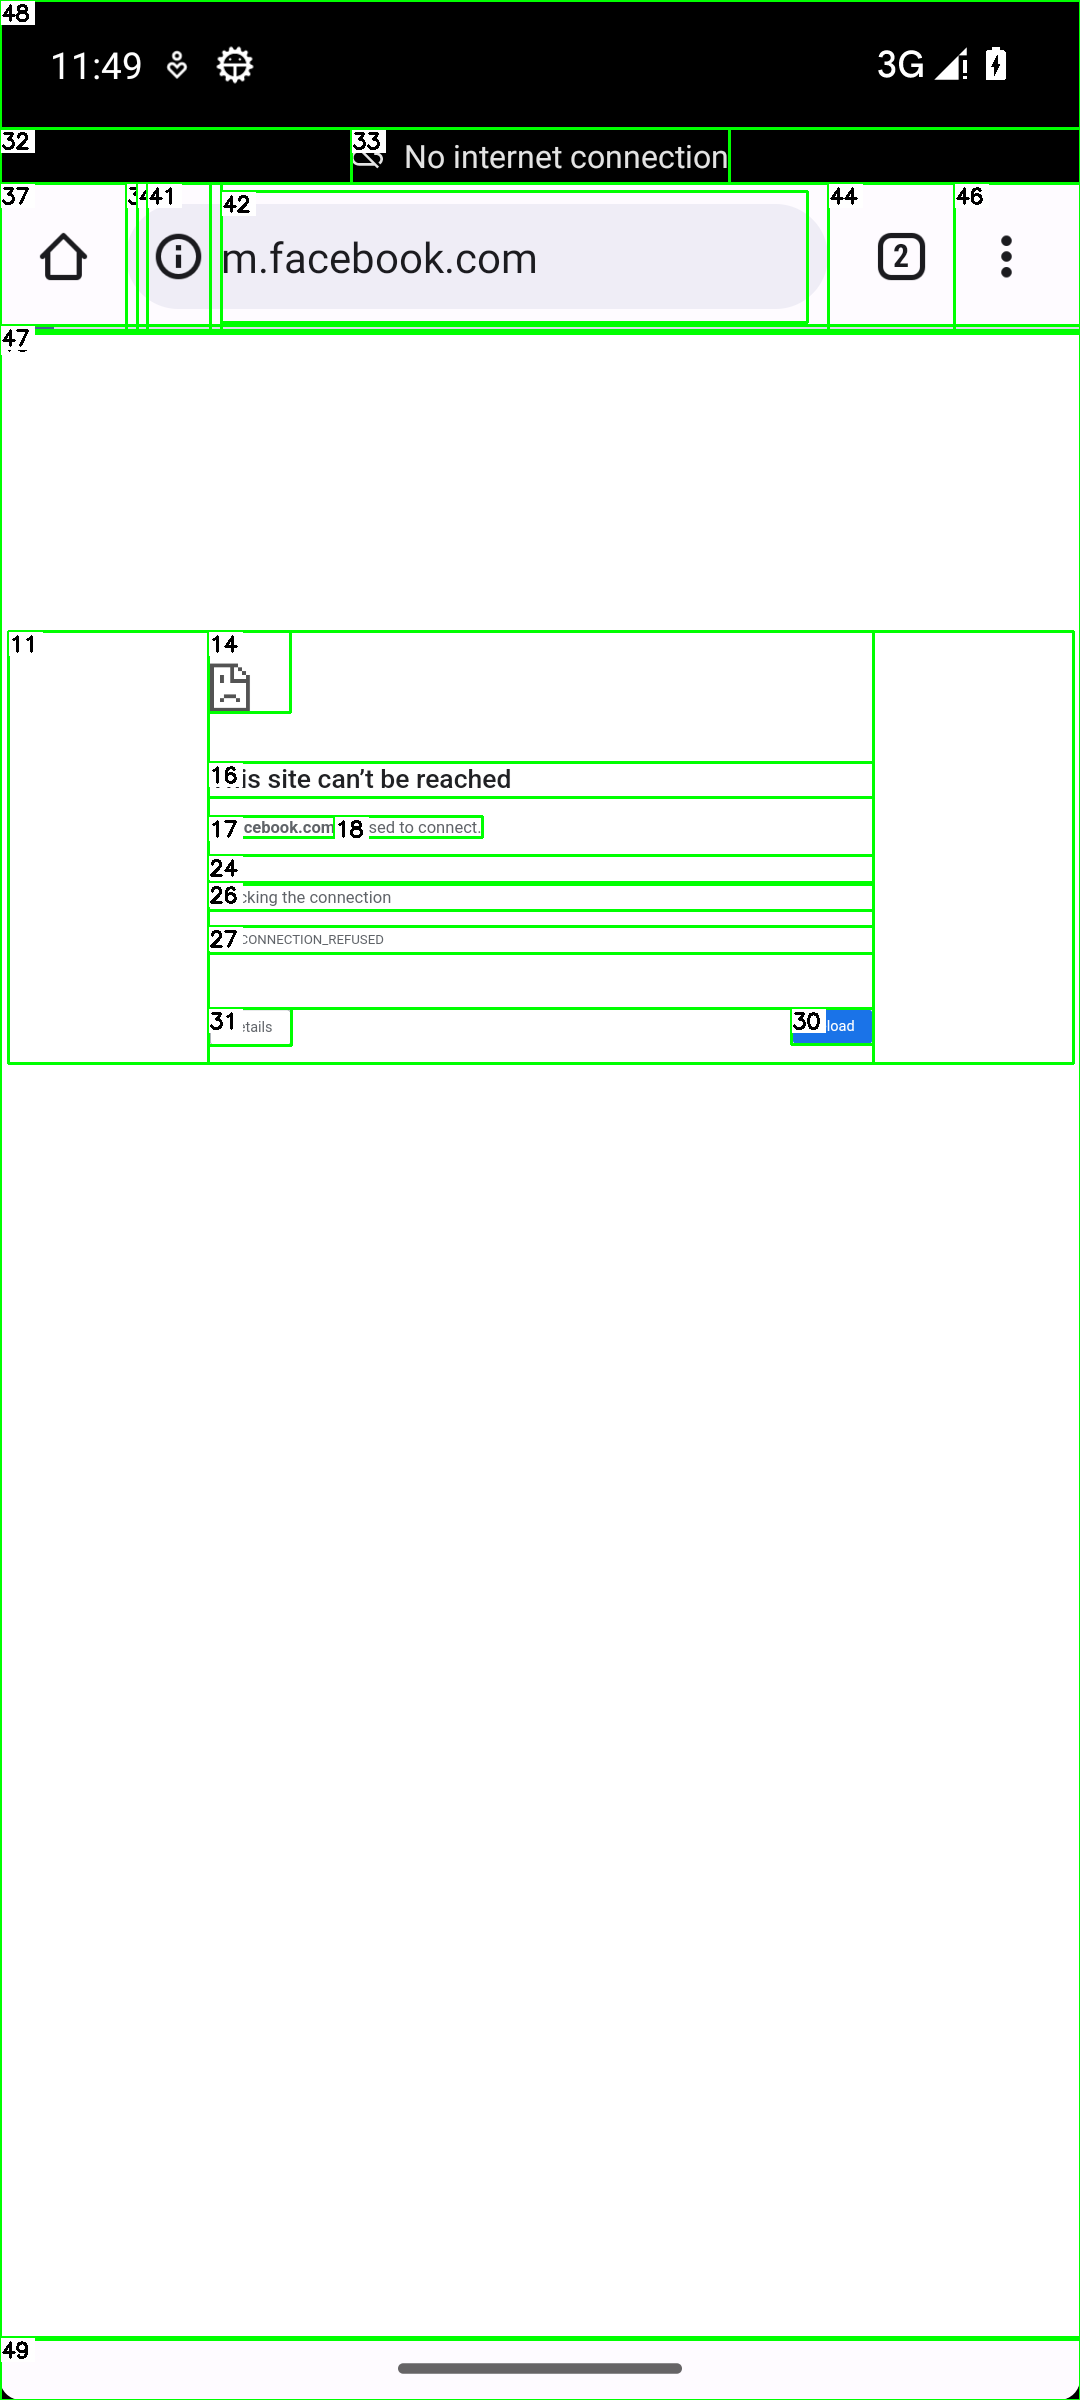 48
11:49 3G
32 33 No internet connection
37 34 41 42 m.facebook.com 44 2 46
47
11 14
16 is site can't be reached
17 cebook.com 18 sed to connect.
24
26 cking the connection
27 CONNECTION_REFUSED
31 etails 30 load
49